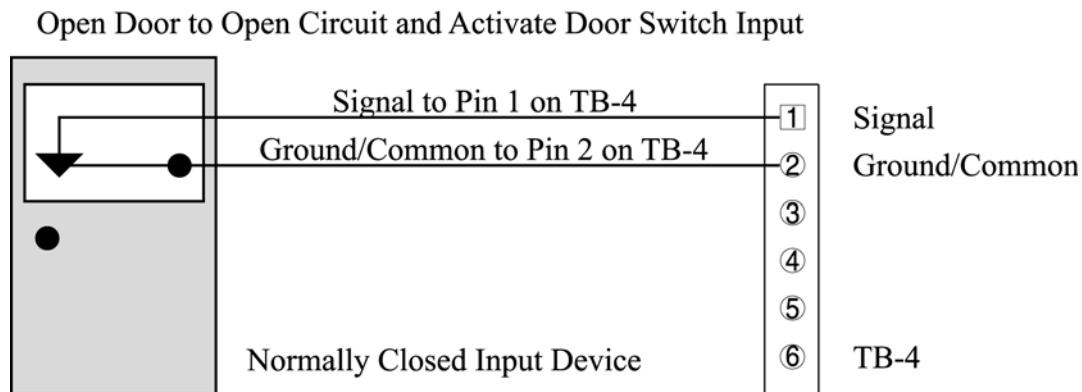 Open Door to Open Circuit and Activate Door Switch Input
Signal to Pin 1 on TB-4
1 Signal
Ground/Common to Pin 2 on TB-4
2 Ground/Common
3
4
5
Normally Closed Input Device
6 TB-4